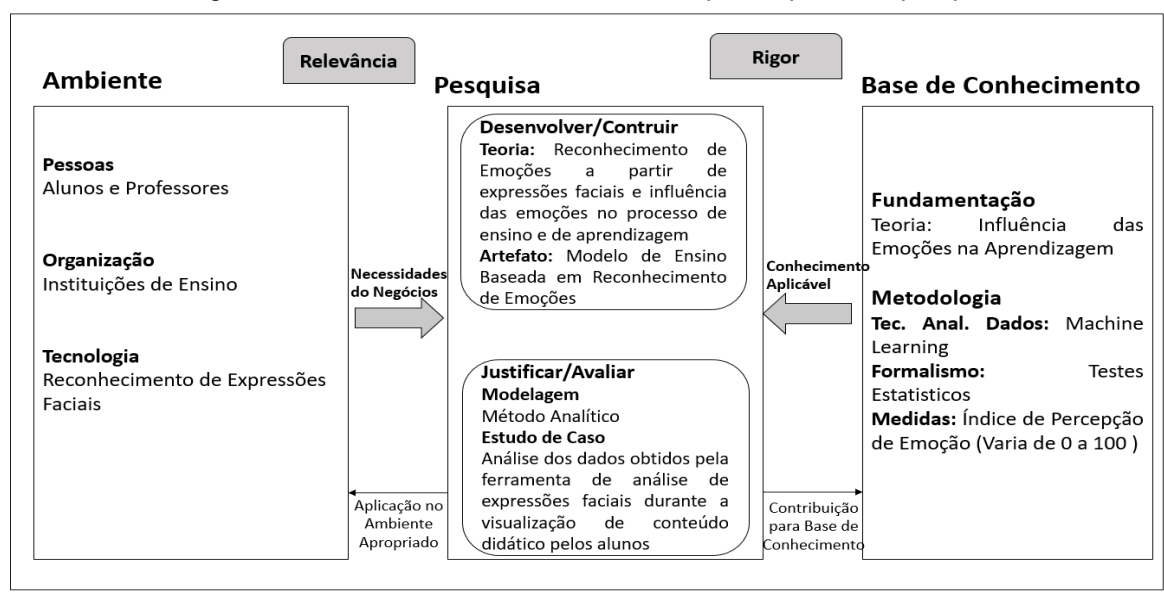 Relevância
Rigor
Ambiente
Pesquisa
Base de Conhecimento
Pessoas
Alunos e Professores
Organização
Instituições de Ensino
Tecnologia
Reconhecimento de Expressões
Faciais
Necessidades
do Negócios
Desenvolver/Contruir
Teoria: Reconhecimento de
Emoções a partir de
expressões faciais e influência
das emoções no processo de
ensino e de aprendizagem
Artefato: Modelo de Ensino
Baseada em Reconhecimento
de Emoções
Justificar/Avaliar
Modelagem
Método Analítico
Estudo de Caso
Análise dos dados obtidos pela
ferramenta de análise de
expressões faciais durante a
visualização de conteúdo
didático pelos alunos
Aplicação no
Ambiente
Apropriado
Conhecimento
Aplicável
Contribuição
para Base de
Conhecimento
Fundamentação
Teoria: Influência das
Emoções na Aprendizagem
Metodologia
Tec. Anal. Dados: Machine
Learning
Formalismo: Testes
Estatisticos
Medidas: Índice de Percepção
de Emoção (Varia de 0 a 100 )